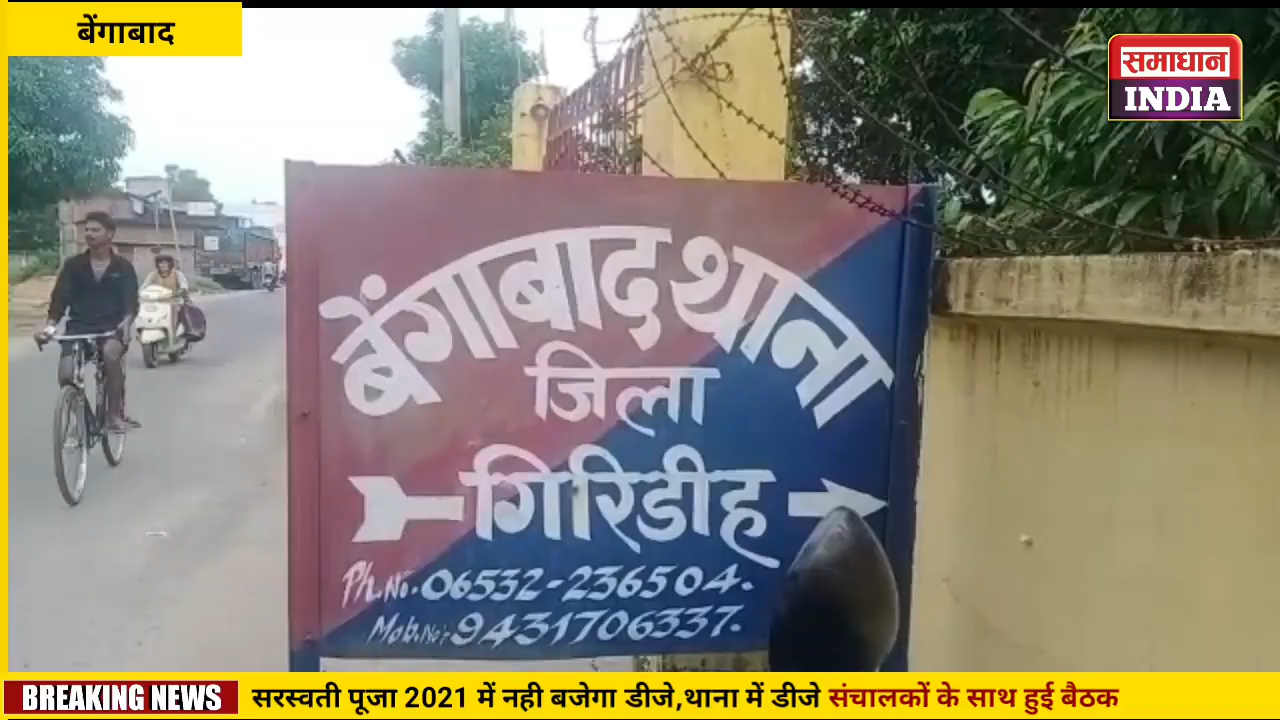 बेंगाबाद
समाधान
INDIA
बेंगाबाद थाना
जिला
गिरिडीह
Ph.No. 06532-236504.
Mob.No:- 9431706337.
BREAKING NEWS सरस्वती पूजा 2021 में नही बजेगा डीजे,थाना में डीजे संचालकों के साथ हुई बैठक